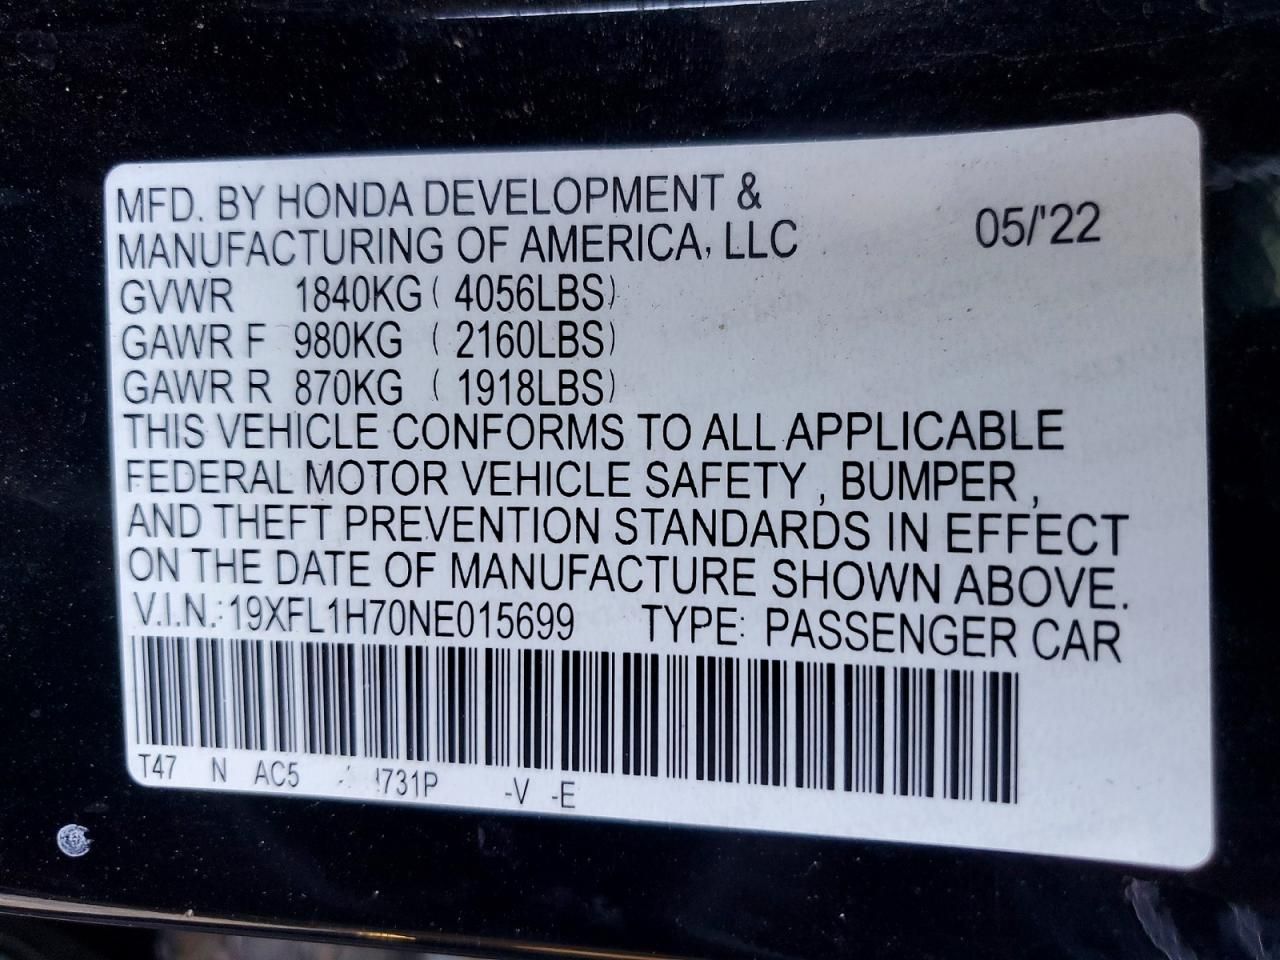 MFD. BY HONDA DEVELOPMENT &
MANUFACTURING OF AMERICA, LLC 05/'22
GVWR 1840KG ( 4056LBS)
GAWR F 980KG ( 2160LBS)
GAWR R 870KG ( 1918LBS)
THIS VEHICLE CONFORMS TO ALL APPLICABLE
FEDERAL MOTOR VEHICLE SAFETY , BUMPER ,
AND THEFT PREVENTION STANDARDS IN EFFECT
ON THE DATE OF MANUFACTURE SHOWN ABOVE.
V.I.N.: 19XFL1H70NE015699 TYPE: PASSENGER CAR
T47 N AC5 731P -V -E